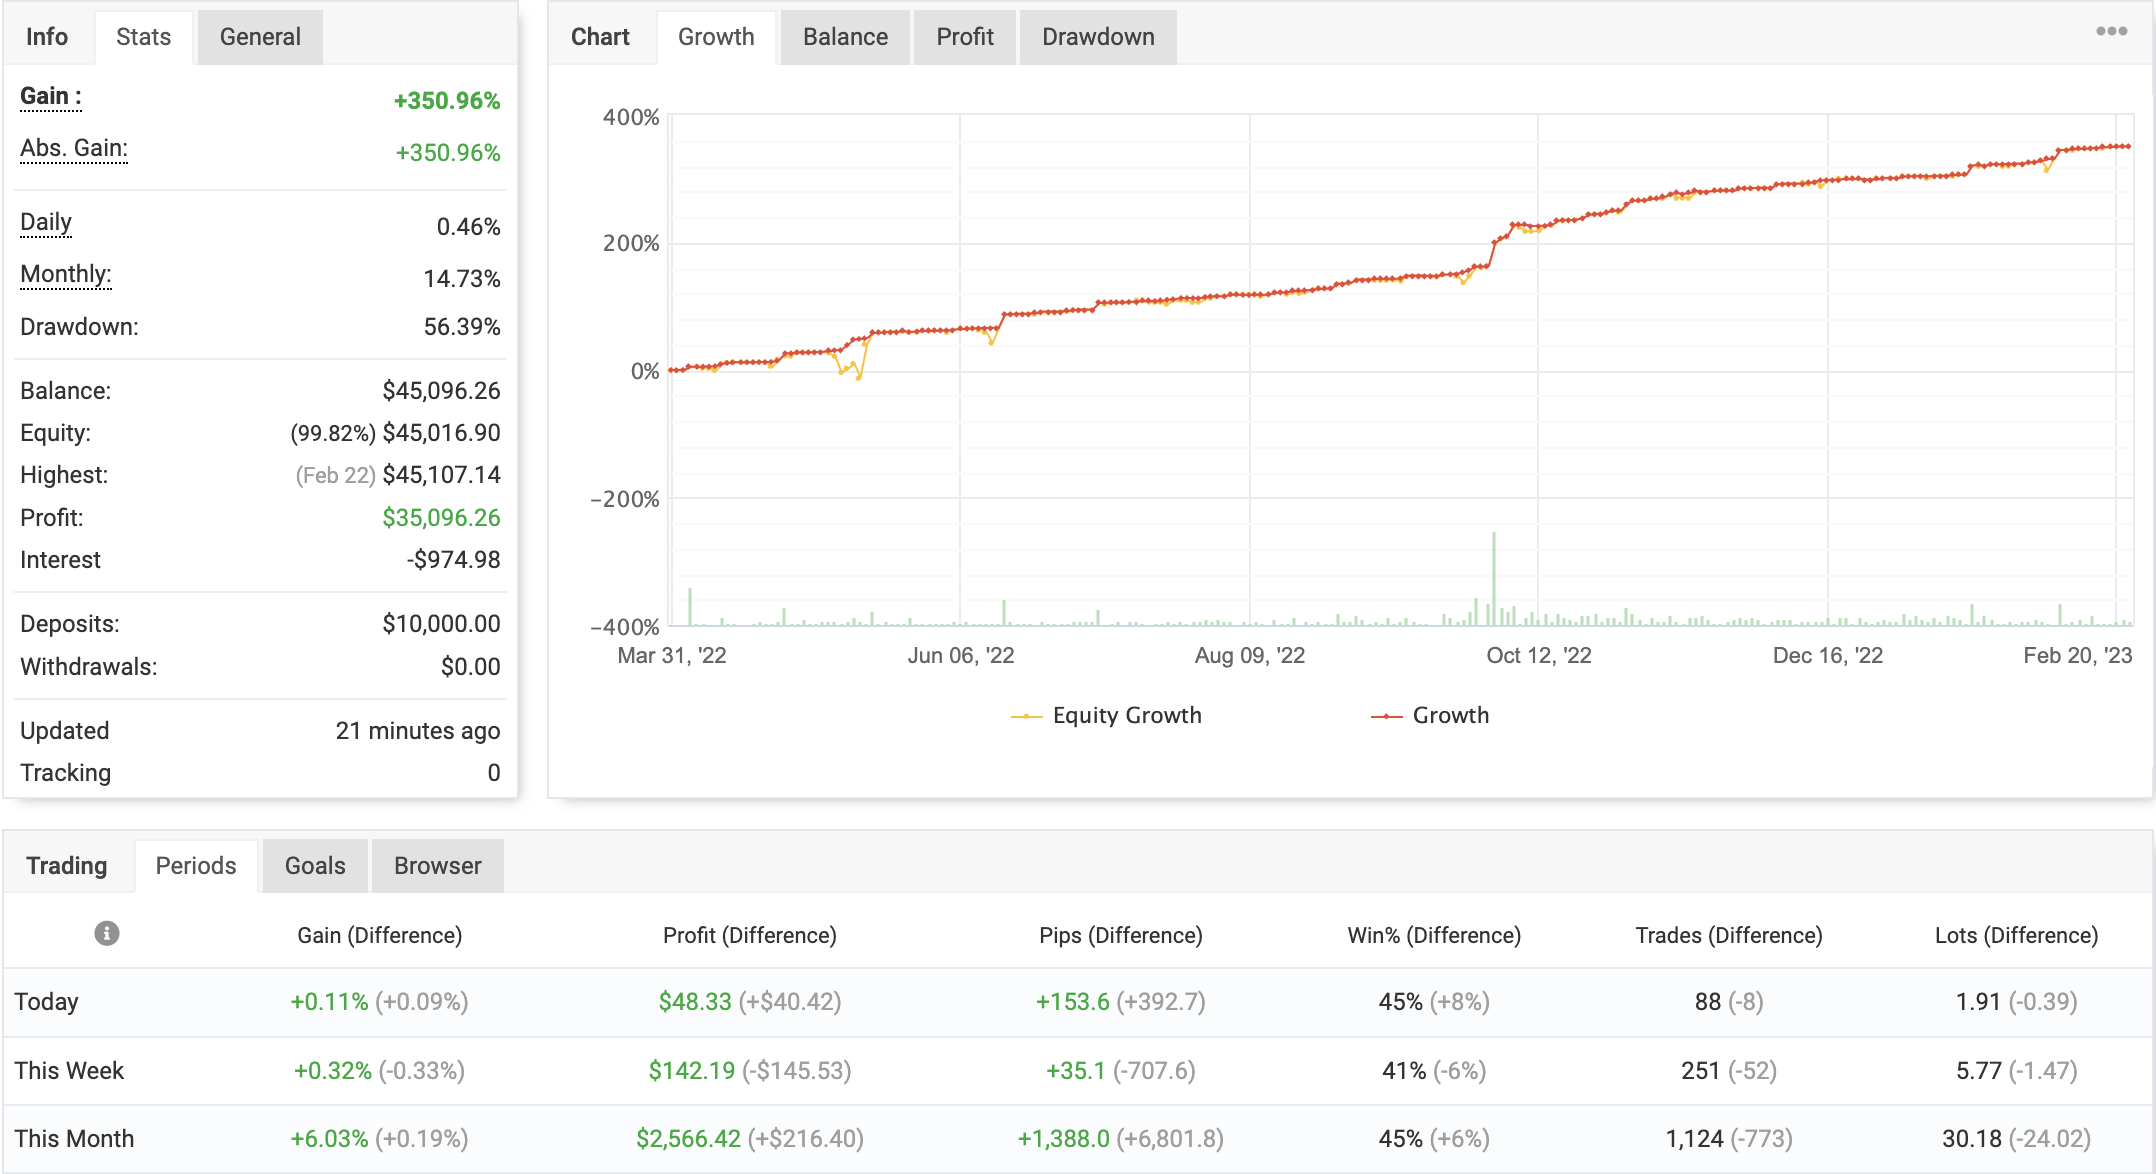 Info Stats General
Gain : +350.96%
Abs. Gain: +350.96%
Daily 0.46%
Monthly: 14.73%
Drawdown: 56.39%
Balance: $45,096.26
Equity: (99.82%) $45,016.90
Highest: (Feb 22) $45,107.14
Profit: $35,096.26
Interest -$974.98
Deposits: $10,000.00
Withdrawals: $0.00
Updated 21 minutes ago
Tracking 0
Chart Growth Balance Profit Drawdown
400%
200%
0%
−200%
−400%
Mar 31, '22 Jun 06, '22 Aug 09, '22 Oct 12, '22 Dec 16, '22 Feb 20, '23
Equity Growth Growth
Trading Periods Goals Browser
Gain (Difference) Profit (Difference) Pips (Difference) Win% (Difference) Trades (Difference) Lots (Difference)
Today +0.11% (+0.09%) $48.33 (+$40.42) +153.6 (+392.7) 45% (+8%) 88 (-8) 1.91 (-0.39)
This Week +0.32% (-0.33%) $142.19 (-$145.53) +35.1 (-707.6) 41% (-6%) 251 (-52) 5.77 (-1.47)
This Month +6.03% (+0.19%) $2,566.42 (+$216.40) +1,388.0 (+6,801.8) 45% (+6%) 1,124 (-773) 30.18 (-24.02)